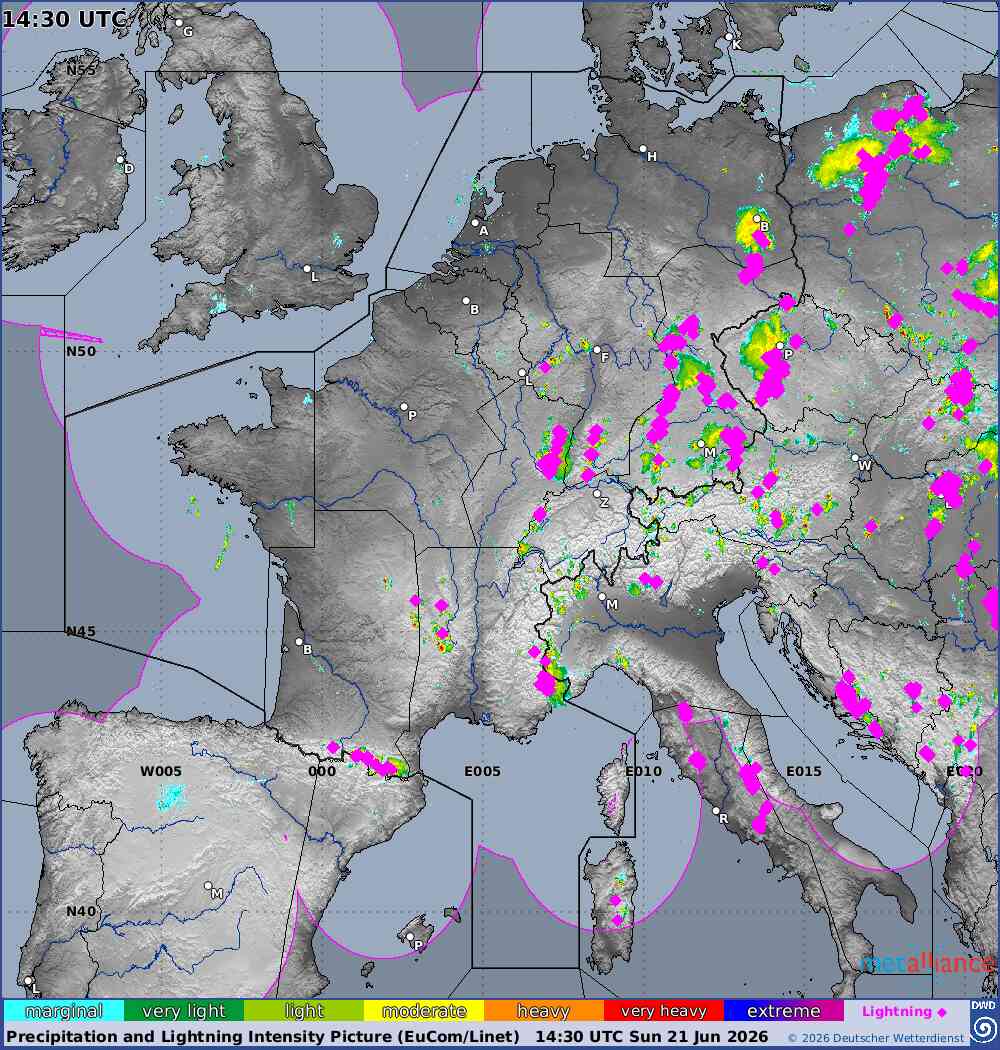 14:30 UTC
G
K
N55
H
D
A
B
L
B
N50
F
P
L
P
M
W
Z
L
M
N45
B
W005
000
E005
E010
E015
E020
R
M
N40
P
metalliance
L
marginal very light light moderate heavy very heavy extreme Lightning
DWD
Precipitation and Lightning Intensity Picture (EuCom/Linet) 14:30 UTC Sun 21 Jun 2026 © 2026 Deutscher Wetterdienst